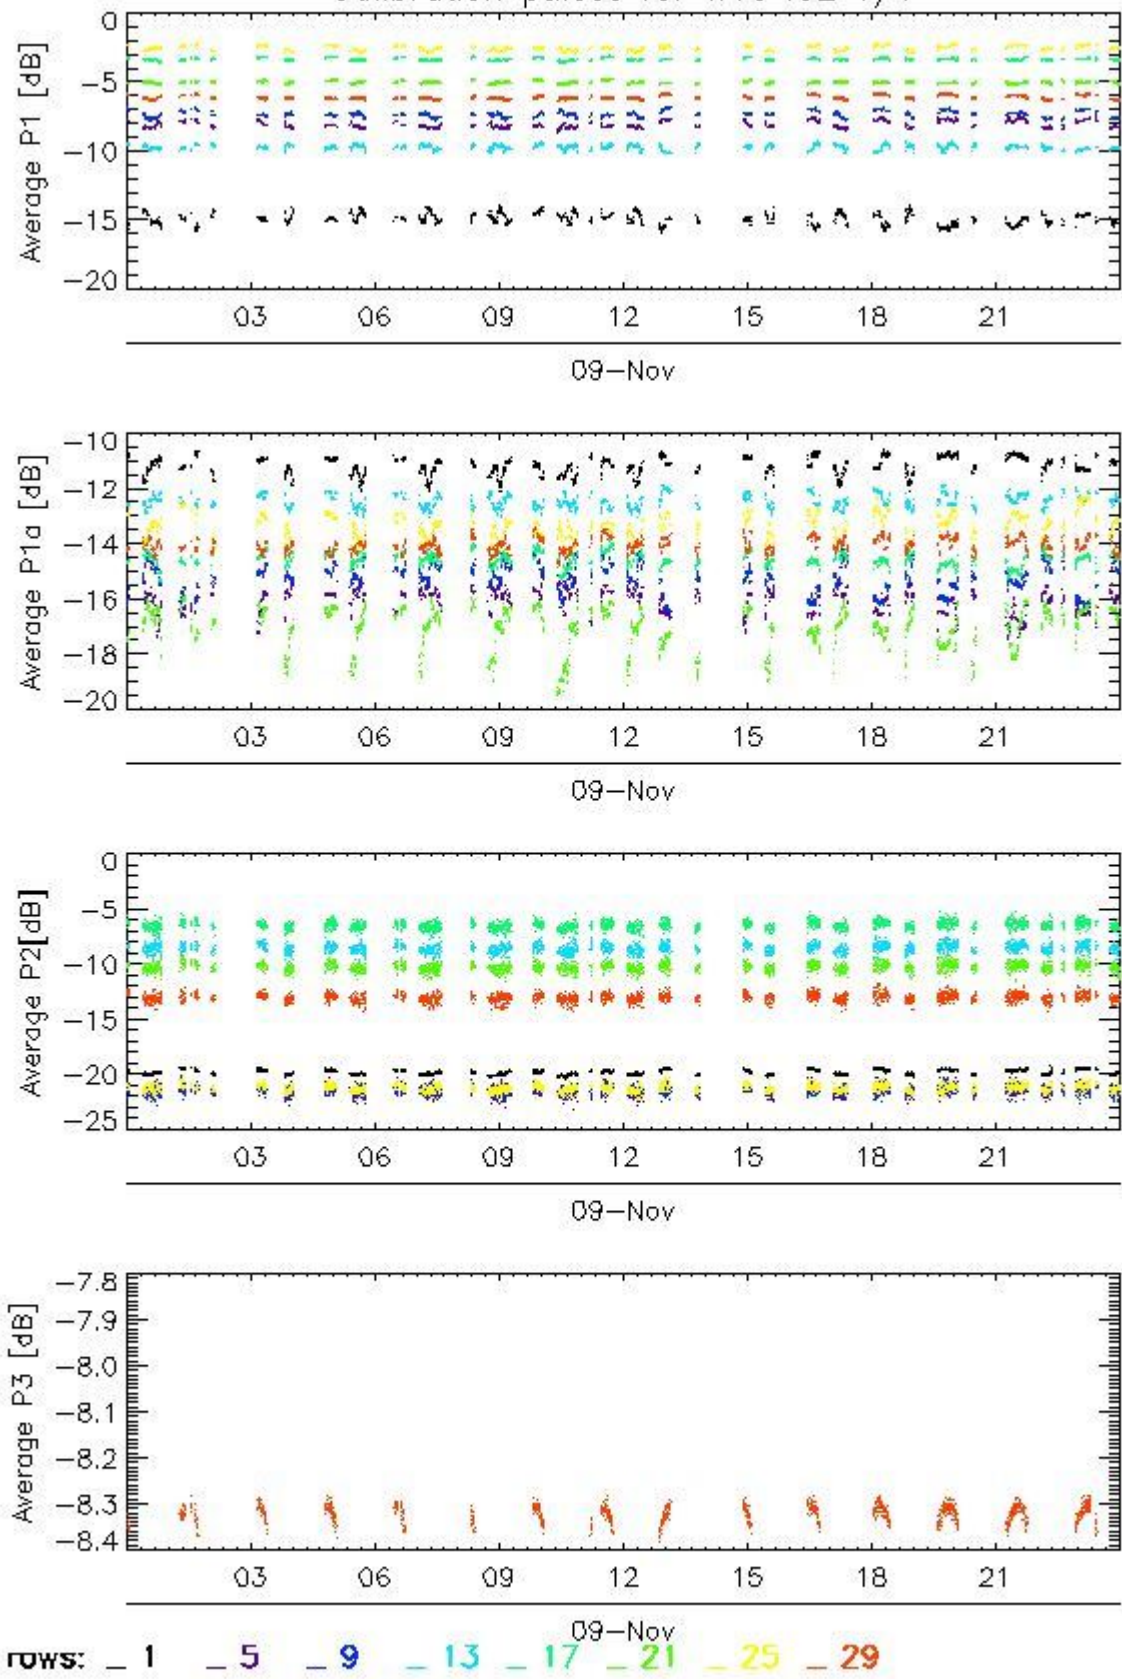 Calibration pulses for
0
−5
−10
−15
−20
Average P1 [dB]
03 06 09 12 15 18 21
09−Nov
−10
−12
−14
−16
−18
−20
Average P1a [dB]
03 06 09 12 15 18 21
09−Nov
0
−5
−10
−15
−20
−25
Average P2[dB]
03 06 09 12 15 18 21
09−Nov
−7.8
−7.9
−8.0
−8.1
−8.2
−8.3
−8.4
Average P3 [dB]
03 06 09 12 15 18 21
09−Nov
rows: _ 1 _ 5 _ 9 _ 13 _ 17 _ 21 _ 25 _ 29